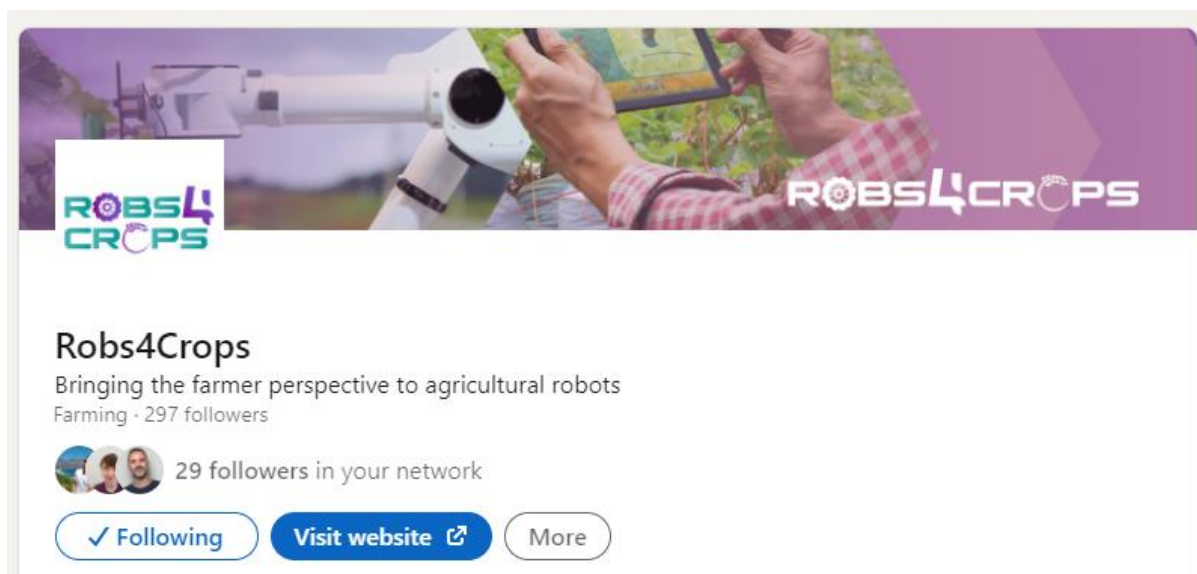 ROBS4CROPS
ROBS4
CROPS
Robs4Crops
Bringing the farmer perspective to agricultural robots
Farming · 297 followers
29 followers in your network
✓ Following
Visit website
More